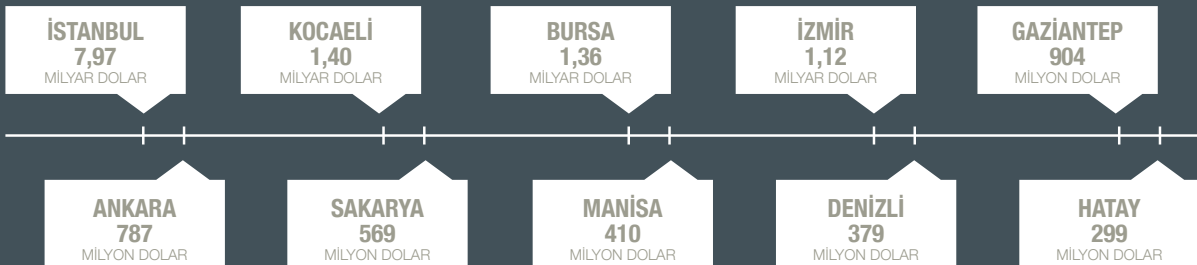 İSTANBUL
7,97
MİLYAR DOLAR
KOCAELİ
1,40
MİLYAR DOLAR
BURSA
1,36
MİLYAR DOLAR
İZMİR
1,12
MİLYAR DOLAR
GAZİANTEP
904
MİLYON DOLAR
ANKARA
787
MİLYON DOLAR
SAKARYA
569
MİLYON DOLAR
MANİSA
410
MİLYON DOLAR
DENİZLİ
379
MİLYON DOLAR
HATAY
299
MİLYON DOLAR